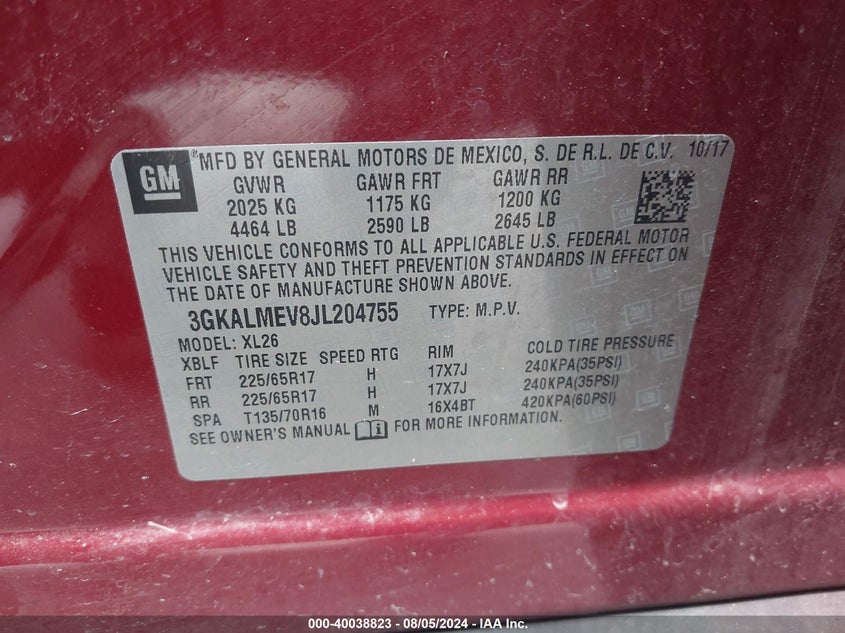 GM
®MFD BY GENERAL MOTORS DE MEXICO, S. DE R.L. DE C.V. 10/17
GVWR GAWR FRT GAWR RR
2025 KG 1175 KG 1200 KG
4464 LB 2590 LB 2645 LB
THIS VEHICLE CONFORMS TO ALL APPLICABLE U.S. FEDERAL MOTOR
VEHICLE SAFETY AND THEFT PREVENTION STANDARDS IN EFFECT ON
THE DATE OF MANUFACTURE SHOWN ABOVE.
3GKALMEV8JL204755 TYPE: M.P.V.
MODEL: XL26
XBLF TIRE SIZE SPEED RTG RIM COLD TIRE PRESSURE
FRT 225/65R17 H 17X7J 240KPA(35PSI)
RR 225/65R17 H 17X7J 240KPA(35PSI)
SPA T135/70R16 M 16X4BT 420KPA(60PSI)
SEE OWNER'S MANUAL FOR MORE INFORMATION.
000-40038823 - 08/05/2024 - IAA Inc.